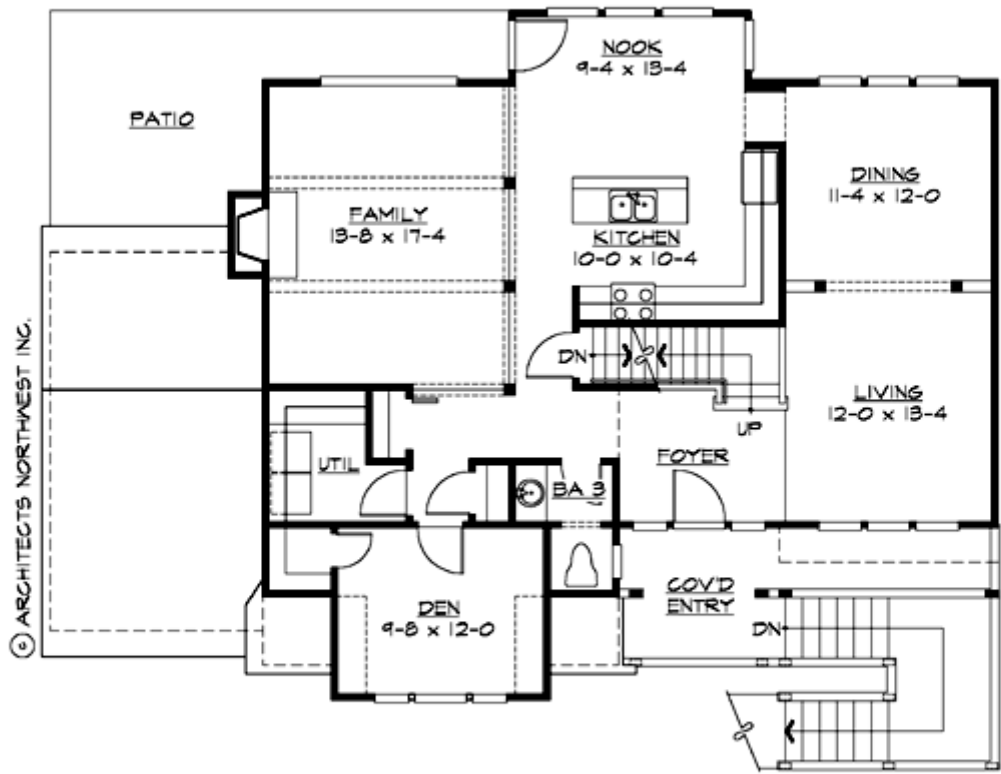 NOOK
9-4 x 13-4
PATIO
DINING
11-4 x 12-0
FAMILY
13-8 x 17-4
KITCHEN
10-0 x 10-4
DN
LIVING
12-0 x 13-4
UP
FOYER
UTIL
BA 3
DEN
9-8 x 12-0
COV'D
ENTRY
DN
© ARCHITECTS NORTHWEST INC.